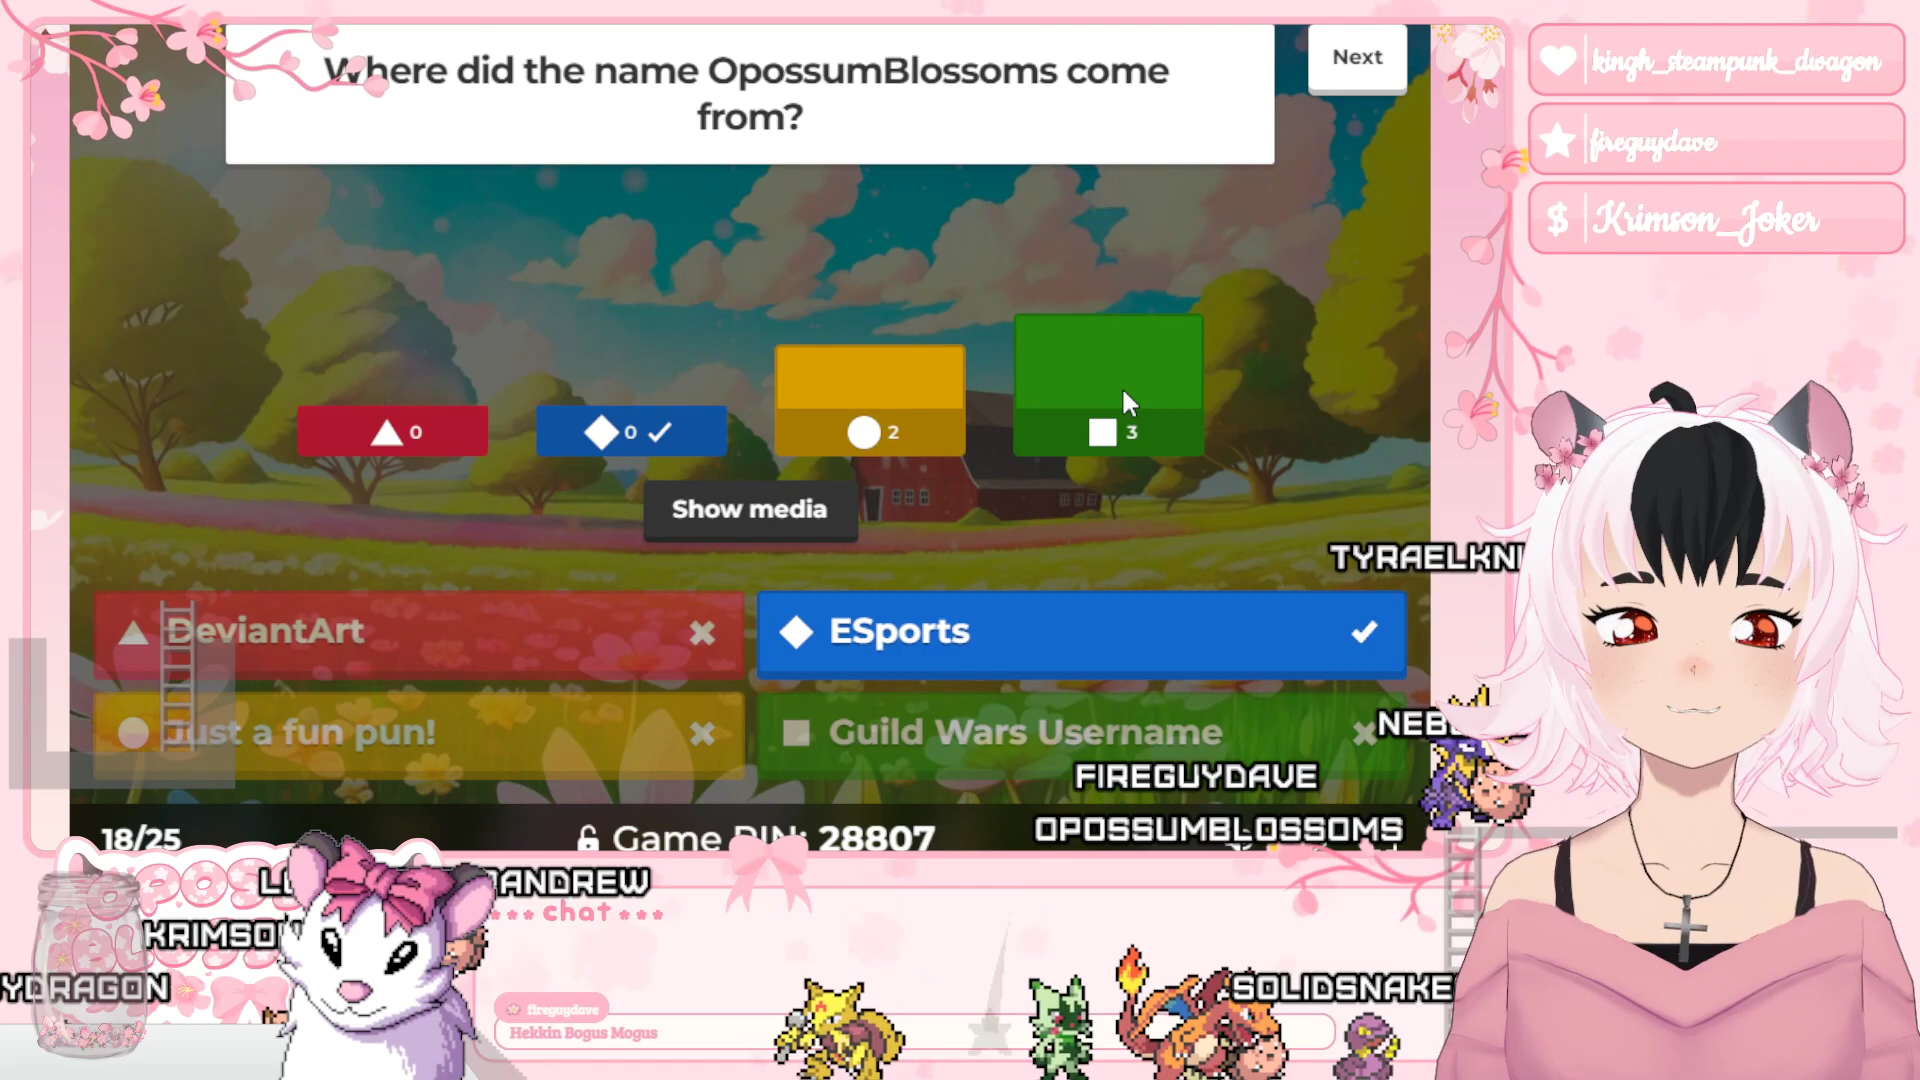 Where did the name OpossumBlossoms come
from?
Next
kingh_steampunk_dwagon
fireguydave
$ Krimson_Joker
0
0
2
3
Show media
TYRAELKNI
DeviantArt
ESports
Just a fun pun!
Guild Wars Username
NEB
FIREGUYDAVE
OPOSSUMBLOSSOMS
18/25
Game PIN: 28807
ANDREW
chat
KRIMSO
YDRAGON
SOLIDSNAKE
fireguydave
Hekkin Bogus Mogus